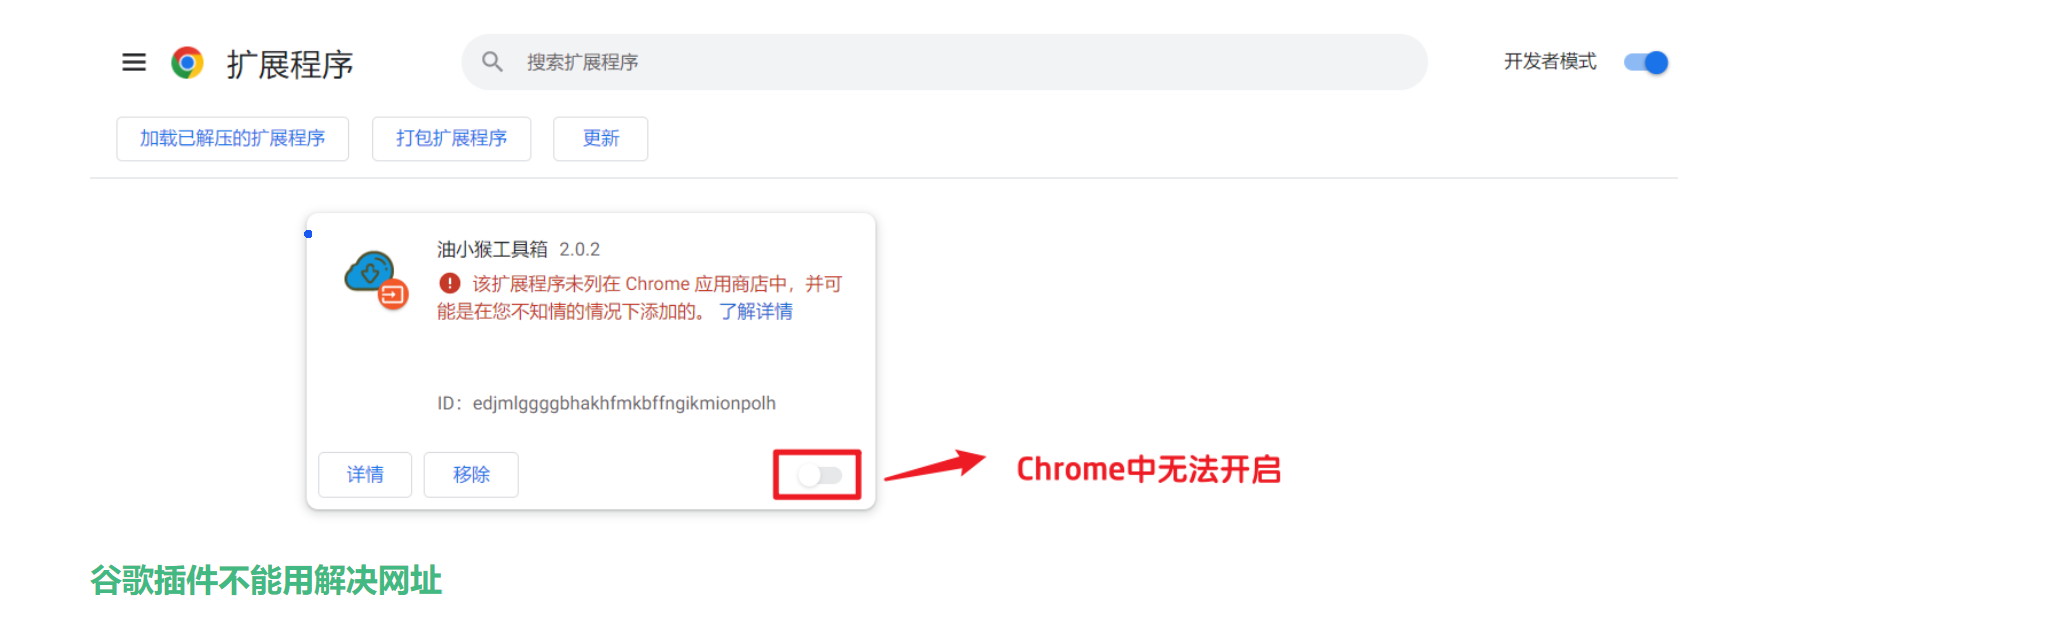 扩展程序
搜索扩展程序
开发者模式
加载已解压的扩展程序
打包扩展程序
更新
油小猴工具箱 2.0.2
该扩展程序未列在 Chrome 应用商店中，并可
能是在您不知情的情况下添加的。 了解详情
ID：edjmlggggbhakhfmkbffngikmionpolh
详情
移除
Chrome中无法开启
谷歌插件不能用解决网址